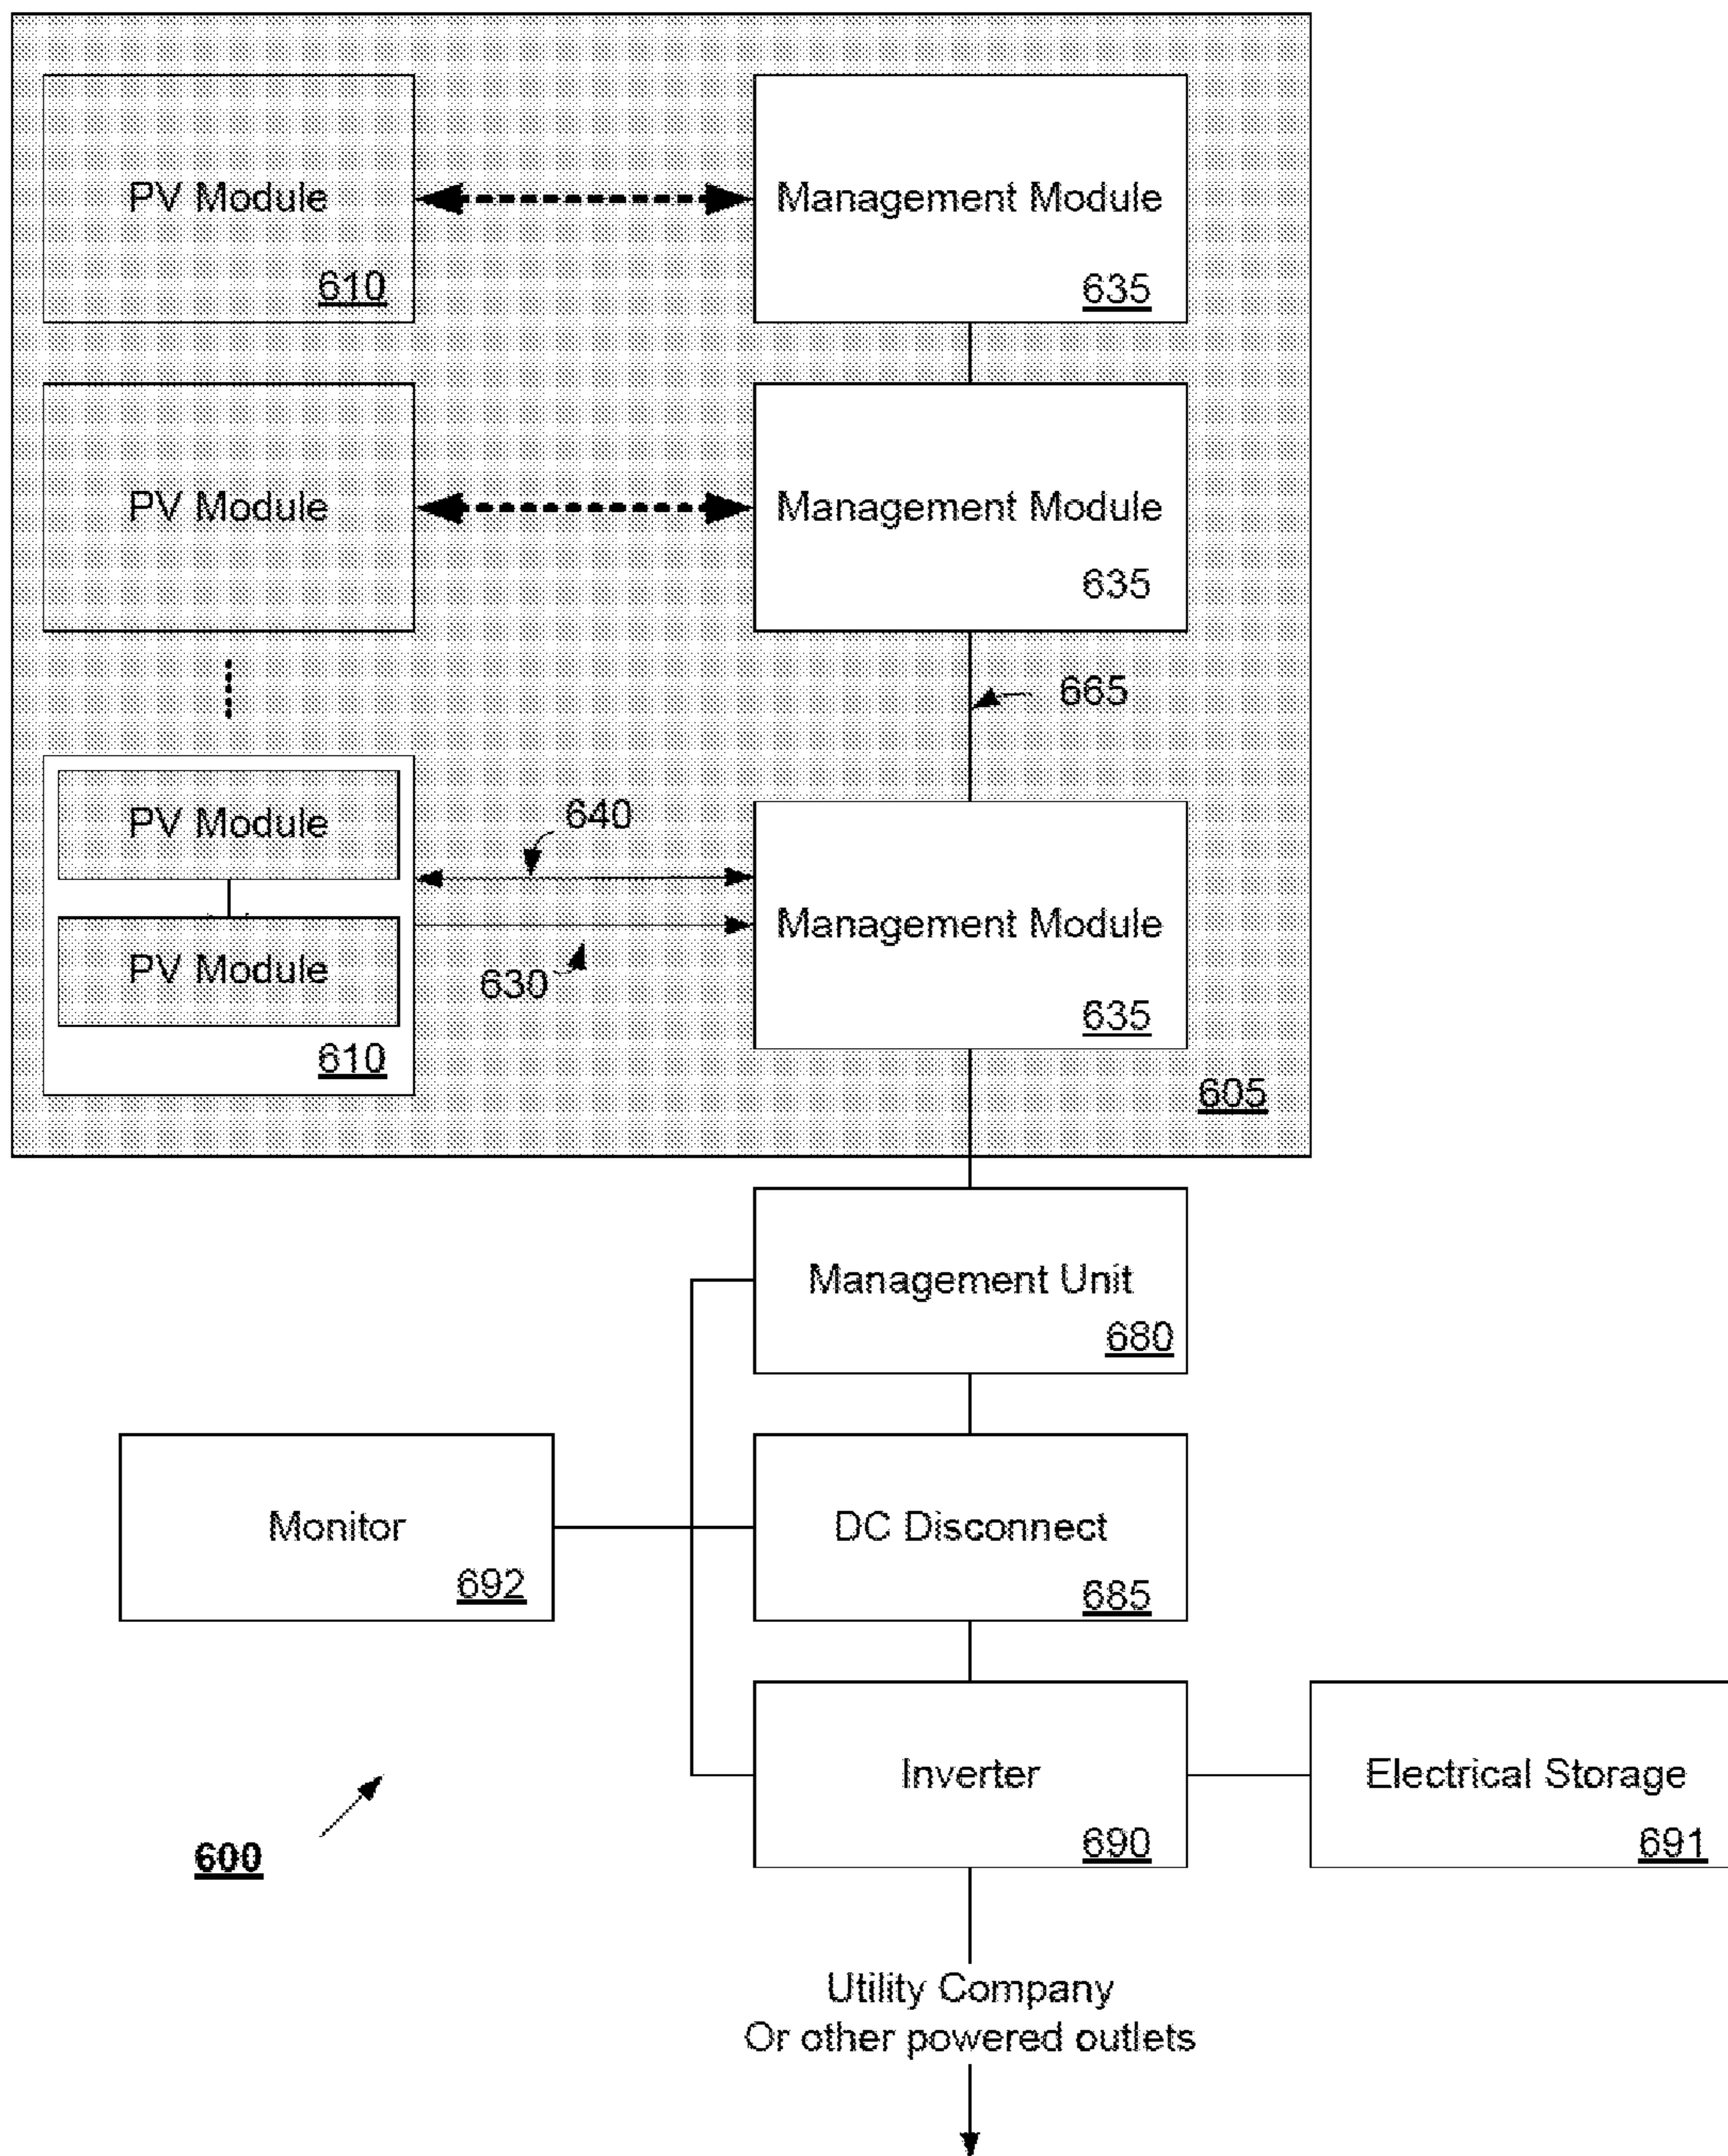 PV Module
610
Management Module
635
PV Module
Management Module
635
665
PV Module
PV Module
610
640
630
Management Module
635
605
Management Unit
680
Monitor
692
DC Disconnect
685
Inverter
690
Electrical Storage
691
600
Utility Company
Or other powered outlets